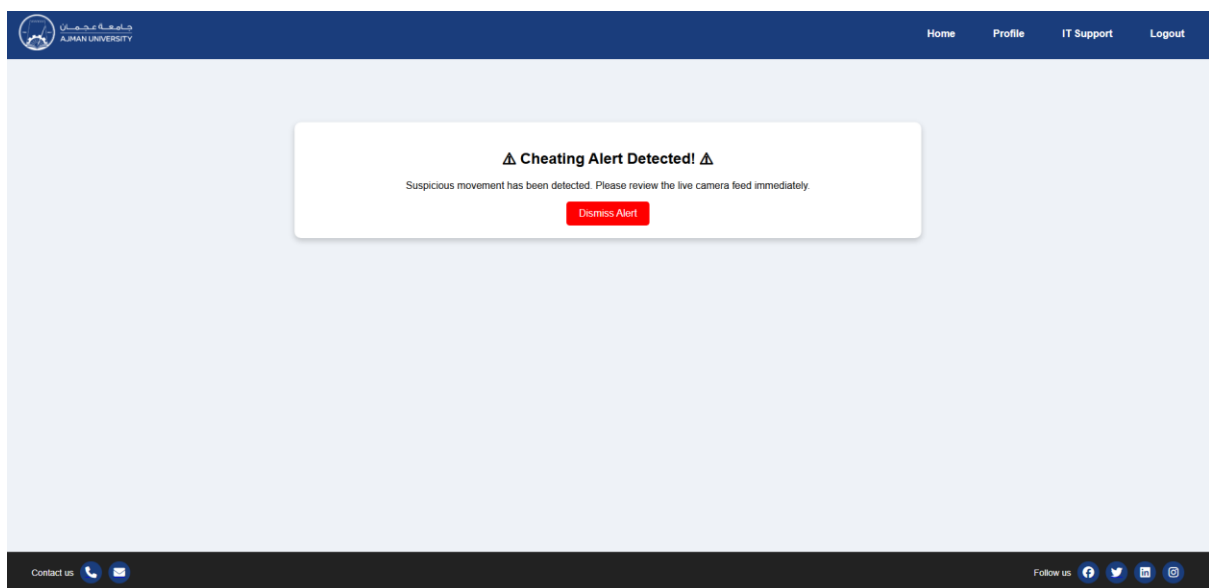 جامعة عجمان
AJMAN UNIVERSITY
Home Profile IT Support Logout
⚠ Cheating Alert Detected! ⚠
Suspicious movement has been detected. Please review the live camera feed immediately.
Dismiss Alert
Contact us
Follow us